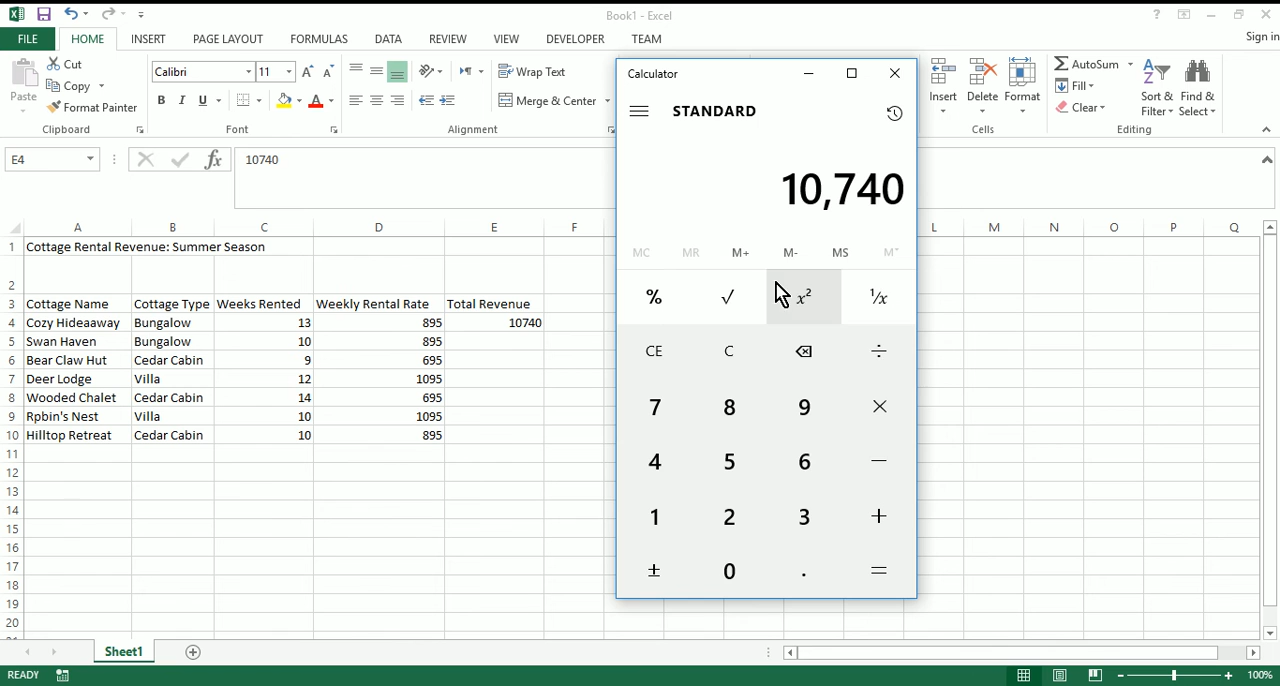 Book1 - Excel
?
FILE HOME INSERT PAGE LAYOUT FORMULAS DATA REVIEW VIEW DEVELOPER TEAM Sign in
Paste
Cut
Copy
Format Painter
Clipboard
Calibri 11
B I U A
Font
Wrap Text
Merge & Center
Alignment
Insert Delete Format
Cells
AutoSum
Fill
Clear
Sort & Filter
Find & Select
Editing
E4 fx 10740
A B C D E F L M N O P Q
1 Cottage Rental Revenue: Summer Season
2
3 Cottage Name Cottage Type Weeks Rented Weekly Rental Rate Total Revenue
4 Cozy Hideaaway Bungalow 13 895 10740
5 Swan Haven Bungalow 10 895
6 Bear Claw Hut Cedar Cabin 9 695
7 Deer Lodge Villa 12 1095
8 Wooded Chalet Cedar Cabin 14 695
9 Rpbin's Nest Villa 10 1095
10 Hilltop Retreat Cedar Cabin 10 895
11
12
13
14
15
16
17
18
19
20
Calculator
STANDARD
10,740
MC MR M+ M- MS M˅
% √ x² ¹/x
CE C ⌫ ÷
7 8 9 ×
4 5 6 −
1 2 3 +
± 0 . =
Sheet1
READY 100%